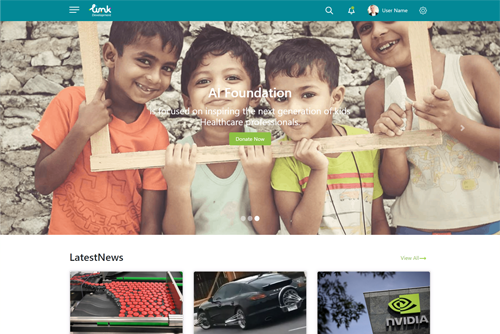 Link
Development
User Name
AI Foundation
is focused on inspiring the next generation of kids
Healthcare professionals.
Donate Now
LatestNews
View All
NVIDIA